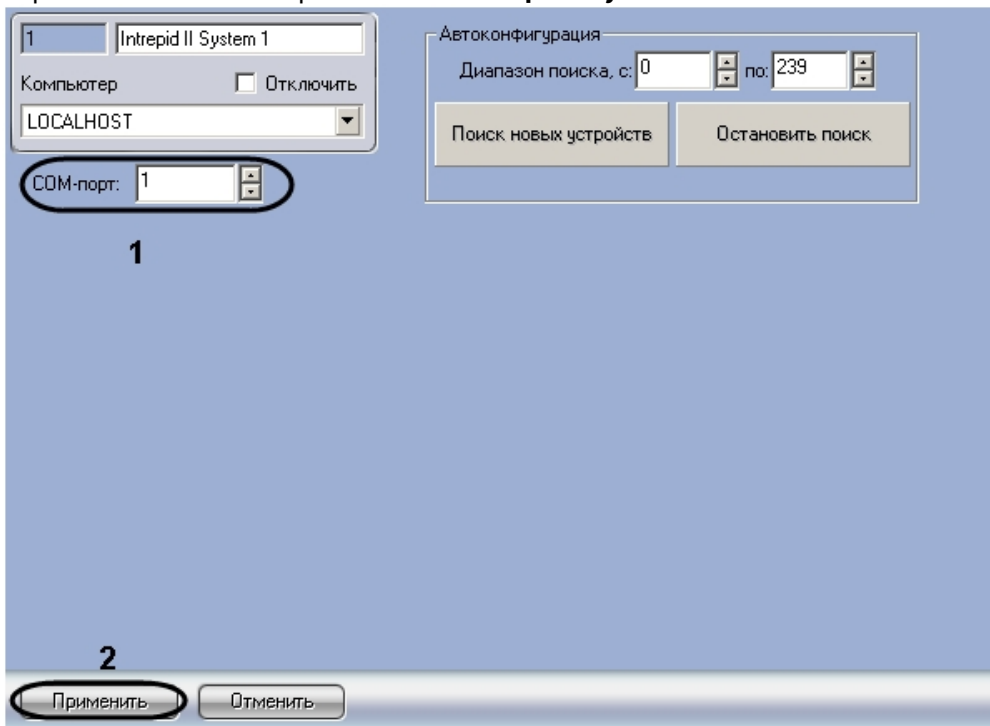 1 Intrepid II System 1
Компьютер Отключить
LOCALHOST
COM-порт: 1
1
Автоконфигурация
Диапазон поиска, с: 0 по: 239
Поиск новых устройств Остановить поиск
2
Применить Отменить